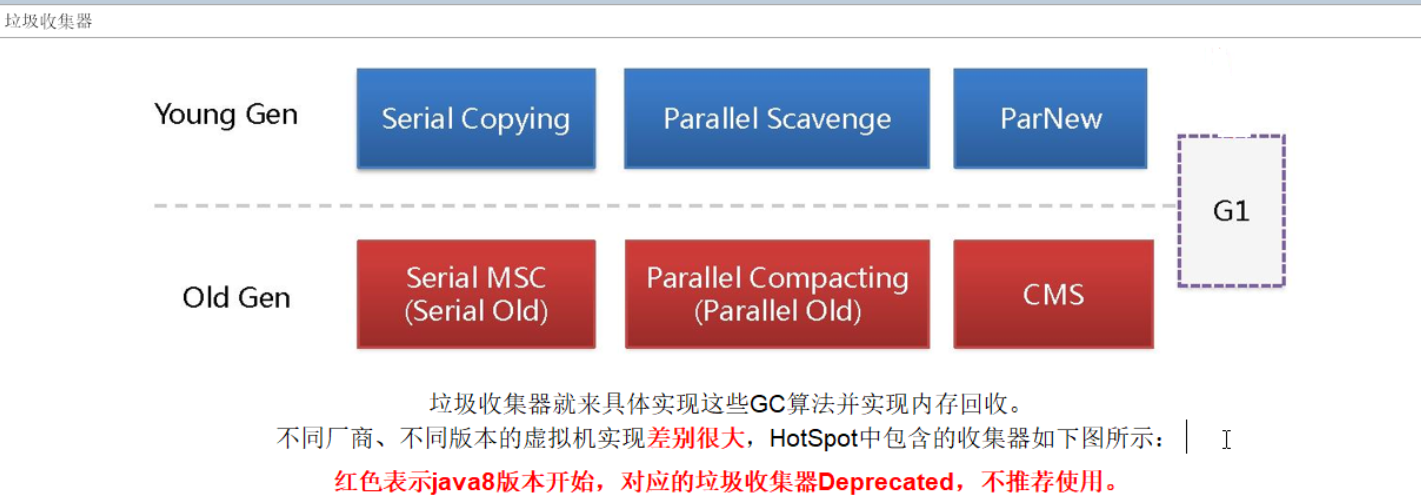 垃圾收集器
Young Gen
Serial Copying
Parallel Scavenge
ParNew
G1
Old Gen
Serial MSC
(Serial Old)
Parallel Compacting
(Parallel Old)
CMS
垃圾收集器就来具体实现这些GC算法并实现内存回收。
不同厂商、不同版本的虚拟机实现差别很大，HotSpot中包含的收集器如下图所示：
红色表示java8版本开始，对应的垃圾收集器Deprecated，不推荐使用。